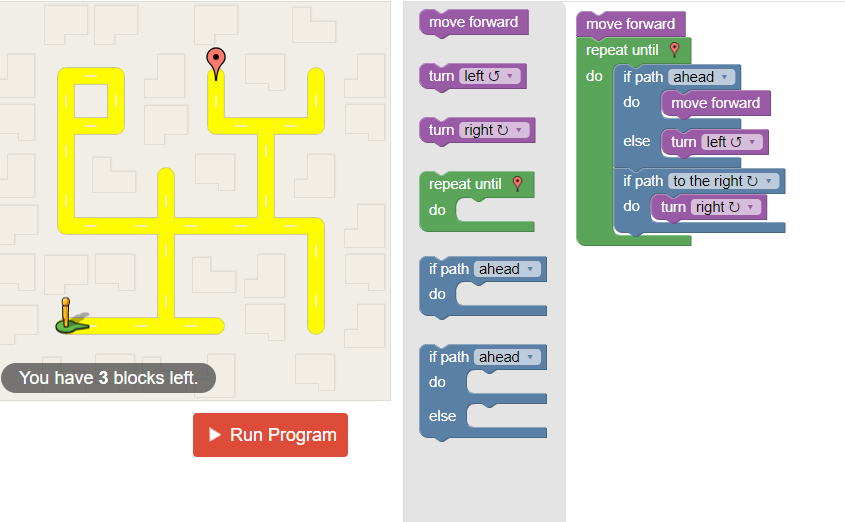 You have 3 blocks left.
Run Program
move forward
turn left ↺
turn right ↻
repeat until
do
if path ahead
do
if path ahead
do
else
move forward
repeat until
do if path ahead
do move forward
else turn left ↺
if path to the right ↻
do turn right ↻